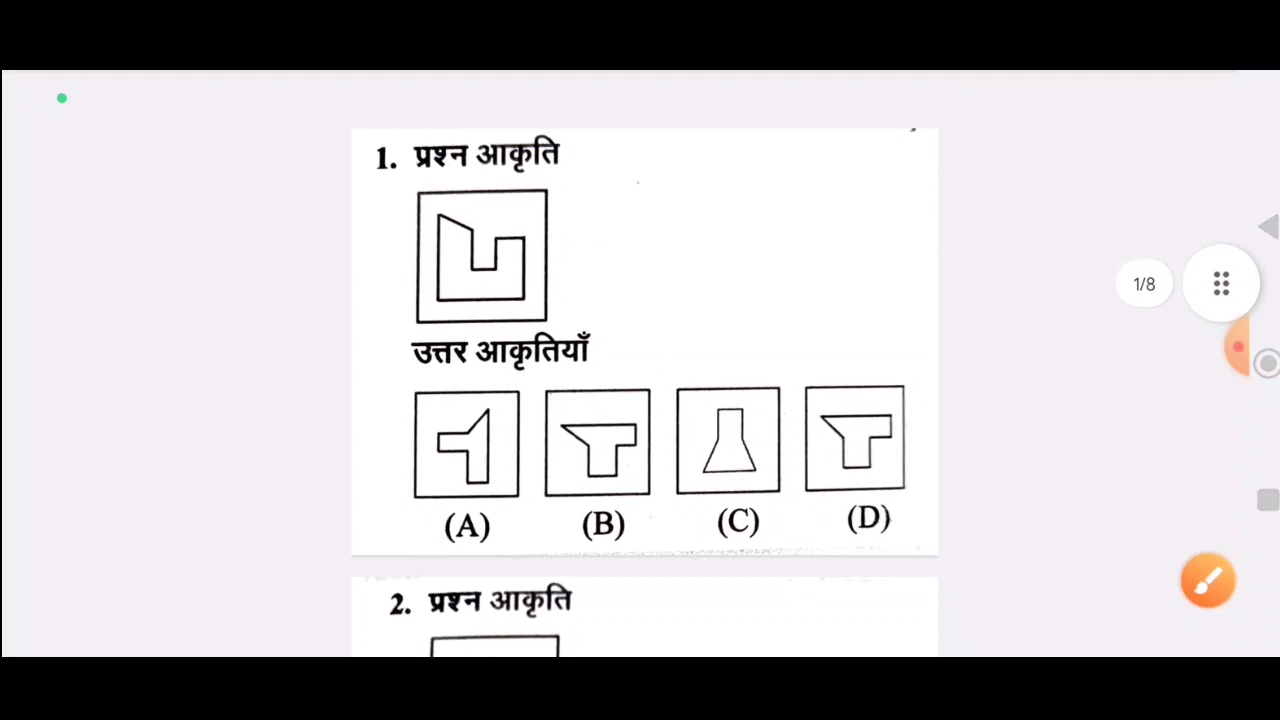 1. प्रश्न आकृति
उत्तर आकृतियाँ
(A) (B) (C) (D)
2. प्रश्न आकृति
1/8